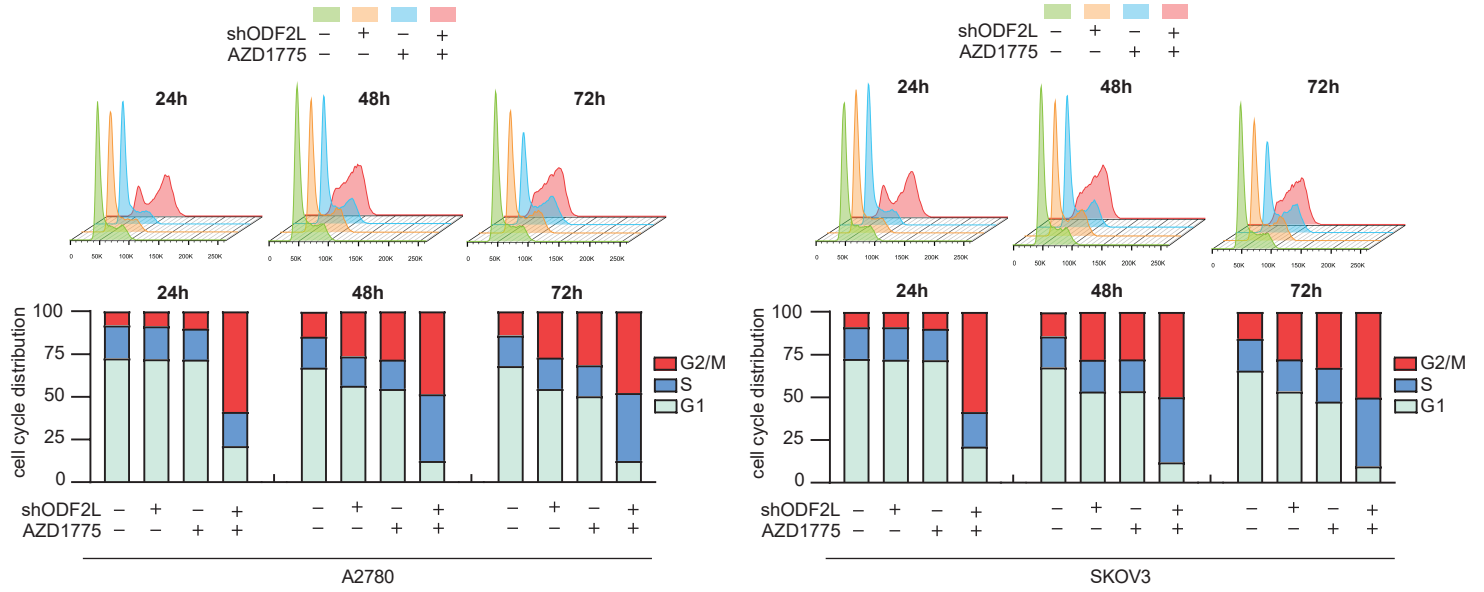 shODF2L − + − +
AZD1775 − − + +
24h 48h 72h
0 50K 100K 150K 200K 250K
0 50K 100K 150K 200K 250K
0 50K 100K 150K 200K 250K
24h 48h 72h
cell cycle distribution
100
75
50
25
0
G2/M
S
G1
shODF2L − + − + − + − + − + − +
AZD1775 − − + + − − + + − − + +
A2780
shODF2L − + − +
AZD1775 − − + +
24h 48h 72h
0 50K 100K 150K 200K 250K
0 50K 100K 150K 200K 250K
0 50K 100K 150K 200K 250K
24h 48h 72h
cell cycle distribution
100
75
50
25
0
G2/M
S
G1
shODF2L − + − + − + − + − + − +
AZD1775 − − + + − − + + − − + +
SKOV3